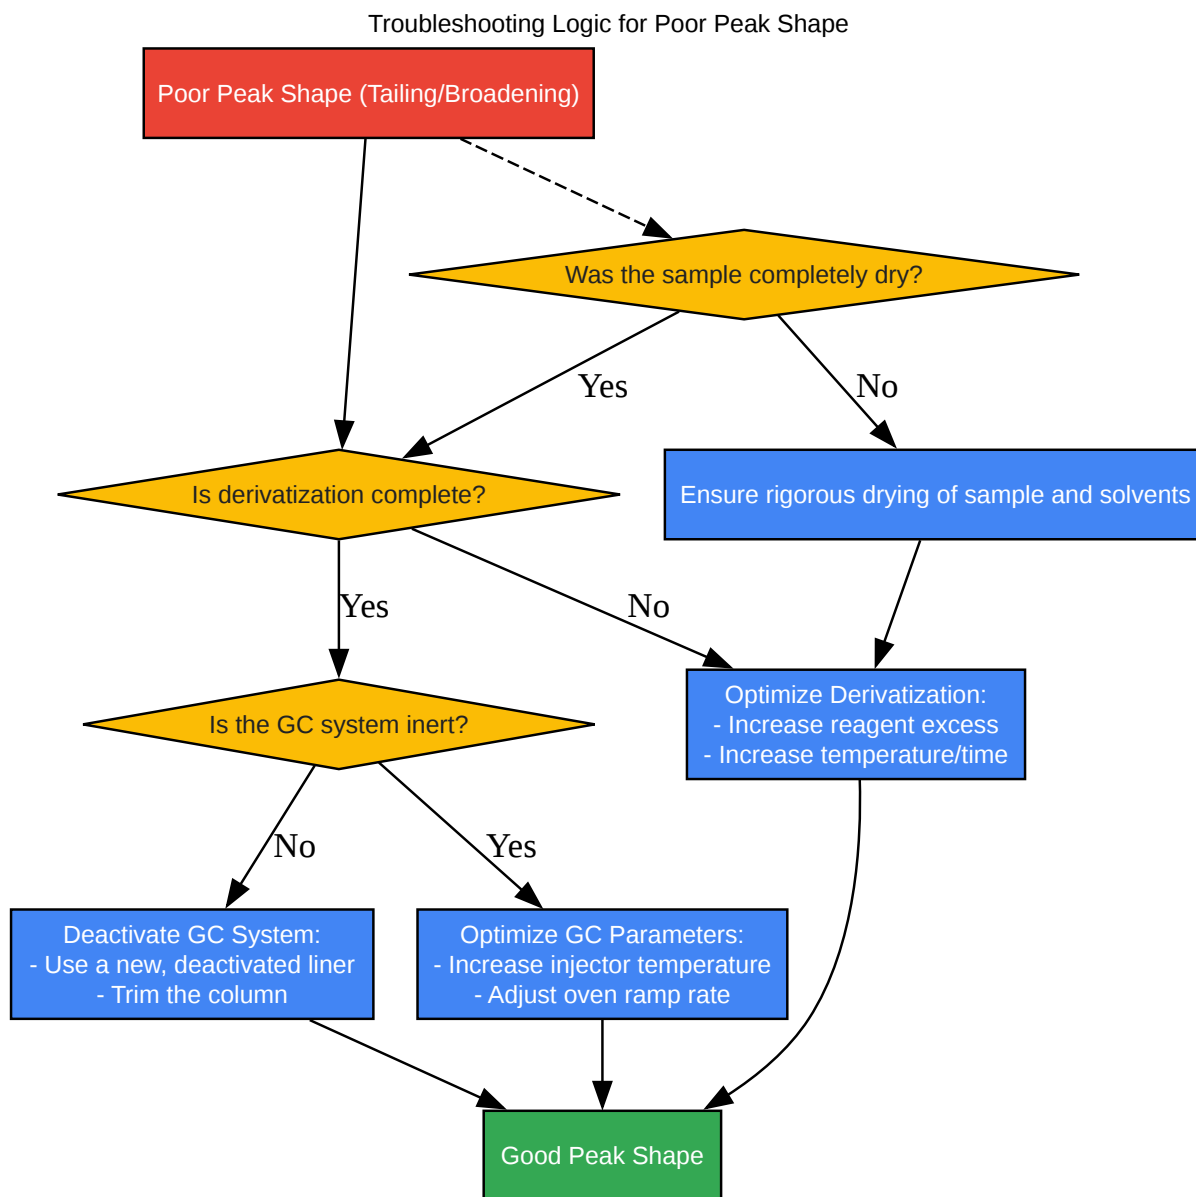 Troubleshooting Logic for Poor Peak Shape
Poor Peak Shape (Tailing/Broadening)
Was the sample completely dry?
Yes
No
Is derivatization complete?
Ensure rigorous drying of sample and solvents
Yes
No
Optimize Derivatization:
- Increase reagent excess
- Increase temperature/time
Is the GC system inert?
No
Yes
Deactivate GC System:
- Use a new, deactivated liner
- Trim the column
Optimize GC Parameters:
- Increase injector temperature
- Adjust oven ramp rate
Good Peak Shape